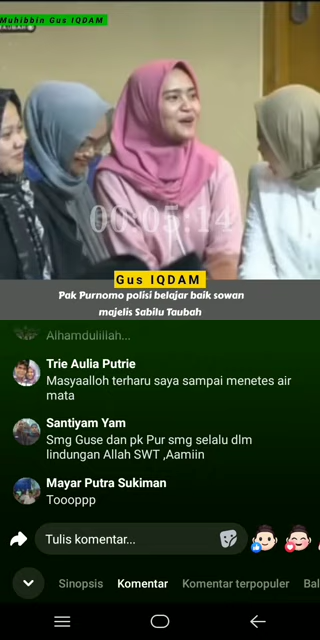 Muhibbin Gus IQDAM
00:05:14
Gus IQDAM
Pak Purnomo polisi belajar baik sowan
majelis Sabilu Taubah
Alhamdulillah...
Trie Aulia Putrie
Masyaalloh terharu saya sampai menetes air
mata
Santiyam Yam
Smg Guse dan pk Pur smg selalu dlm
lindungan Allah SWT ,Aamiin
Mayar Putra Sukiman
Toooppp
Tulis komentar...
Sinopsis Komentar Komentar terpopuler Bal